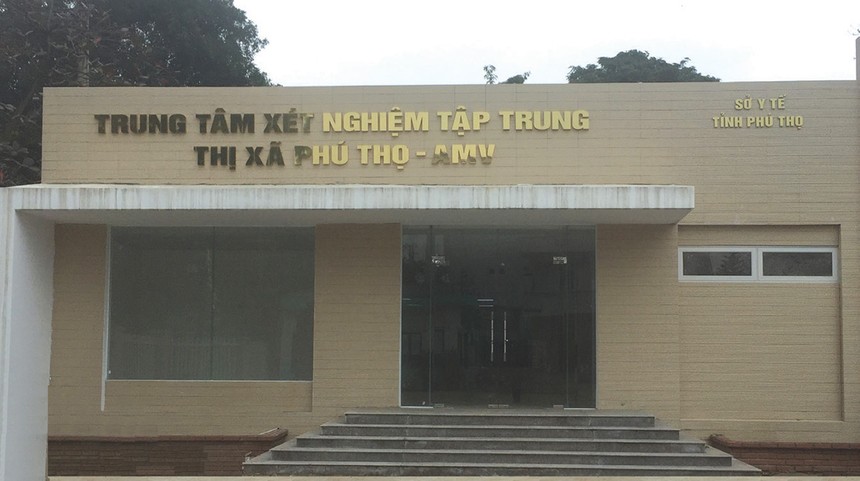 TRUNG TÂM XÉT NGHIỆM TẬP TRUNG
THỊ XÃ PHÚ THỌ - AMV
SỞ Y TẾ
TỈNH PHÚ THỌ